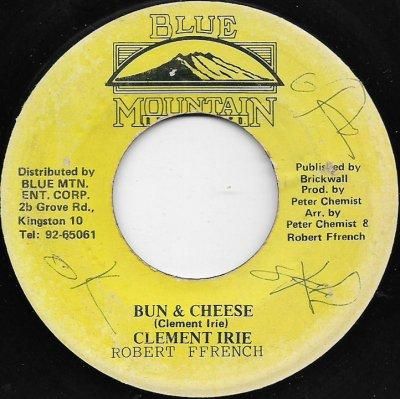 BLUE
MOUNTAIN
Distributed by
BLUE MTN.
ENT. CORP.
2b Grove Rd.,
Kingston 10
Tel: 92-65061
Published by
Brickwall
Prod. by
Peter Chemist
Arr. by
Peter Chemist &
Robert Ffrench
BUN & CHEESE
(Clement Irie)
CLEMENT IRIE
ROBERT FFRENCH